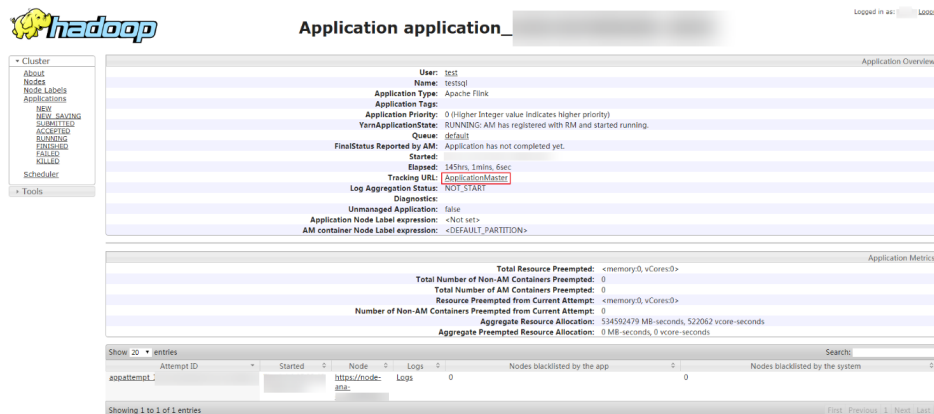 Logged in as: Logo
hadoop
Application application_
Cluster
About
Nodes
Node Labels
Applications
NEW
NEW_SAVING
SUBMITTED
ACCEPTED
RUNNING
FINISHED
FAILED
KILLED
Scheduler
Tools
Application Overview
User: test
Name: testsql
Application Type: Apache Flink
Application Tags:
Application Priority: 0 (Higher Integer value indicates higher priority)
YarnApplicationState: RUNNING: AM has registered with RM and started running.
Queue: default
FinalStatus Reported by AM: Application has not completed yet.
Started:
Elapsed: 145hrs, 1mins, 6sec
Tracking URL: ApplicationMaster
Log Aggregation Status: NOT_START
Diagnostics:
Unmanaged Application: false
Application Node Label expression: <Not set>
AM container Node Label expression: <DEFAULT_PARTITION>
Application Metrics
Total Resource Preempted: <memory:0, vCores:0>
Total Number of Non-AM Containers Preempted: 0
Total Number of AM Containers Preempted: 0
Resource Preempted from Current Attempt: <memory:0, vCores:0>
Number of Non-AM Containers Preempted from Current Attempt: 0
Aggregate Resource Allocation: 534592479 MB-seconds, 522062 vcore-seconds
Aggregate Preempted Resource Allocation: 0 MB-seconds, 0 vcore-seconds
Show 20 entries Search:
Attempt ID Started Node Logs Nodes blacklisted by the app Nodes blacklisted by the system
appattempt_ https://node- Logs 0 0
ana-
Showing 1 to 1 of 1 entries First Previous 1 Next Last